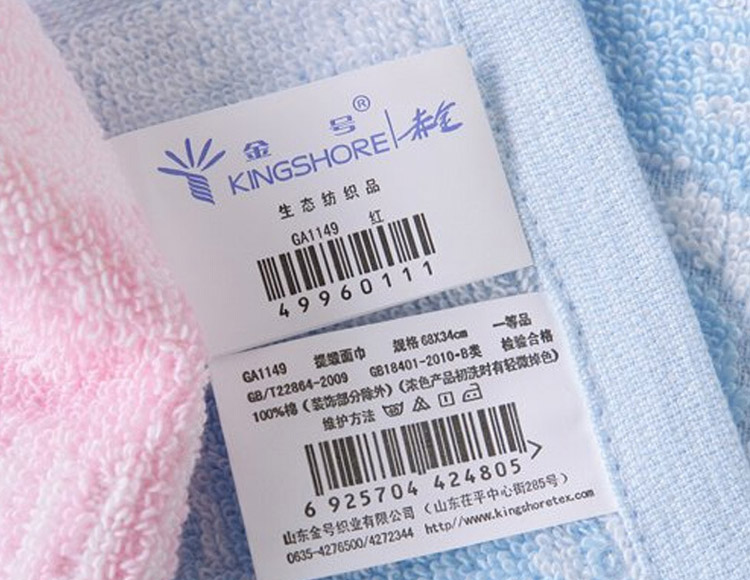 金号®
KINGSHORE
生态纺织品
GA1149 红
49960111
GA1149 提缎面巾 规格68X34cm 一等品
GB/T22864-2009 GB18401-2010•B类 检验合格
100%棉（装饰部分除外）（浓色产品初洗时有轻微掉色）
维护方法
6 925704 424805 >
山东金号织业有限公司（山东茌平中心街285号）
0635-4276500/4272344 http//www.kingshoretex.com